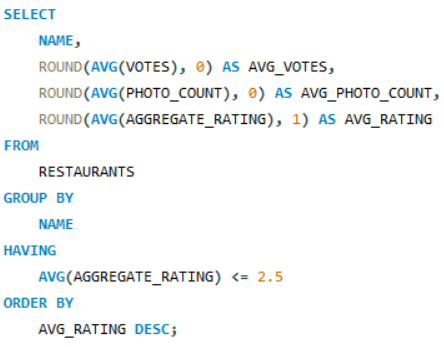 SELECT
NAME,
ROUND(AVG(VOTES), 0) AS AVG_VOTES,
ROUND(AVG(PHOTO_COUNT), 0) AS AVG_PHOTO_COUNT,
ROUND(AVG(AGGREGATE_RATING), 1) AS AVG_RATING
FROM
RESTAURANTS
GROUP BY
NAME
HAVING
AVG(AGGREGATE_RATING) <= 2.5
ORDER BY
AVG_RATING DESC;